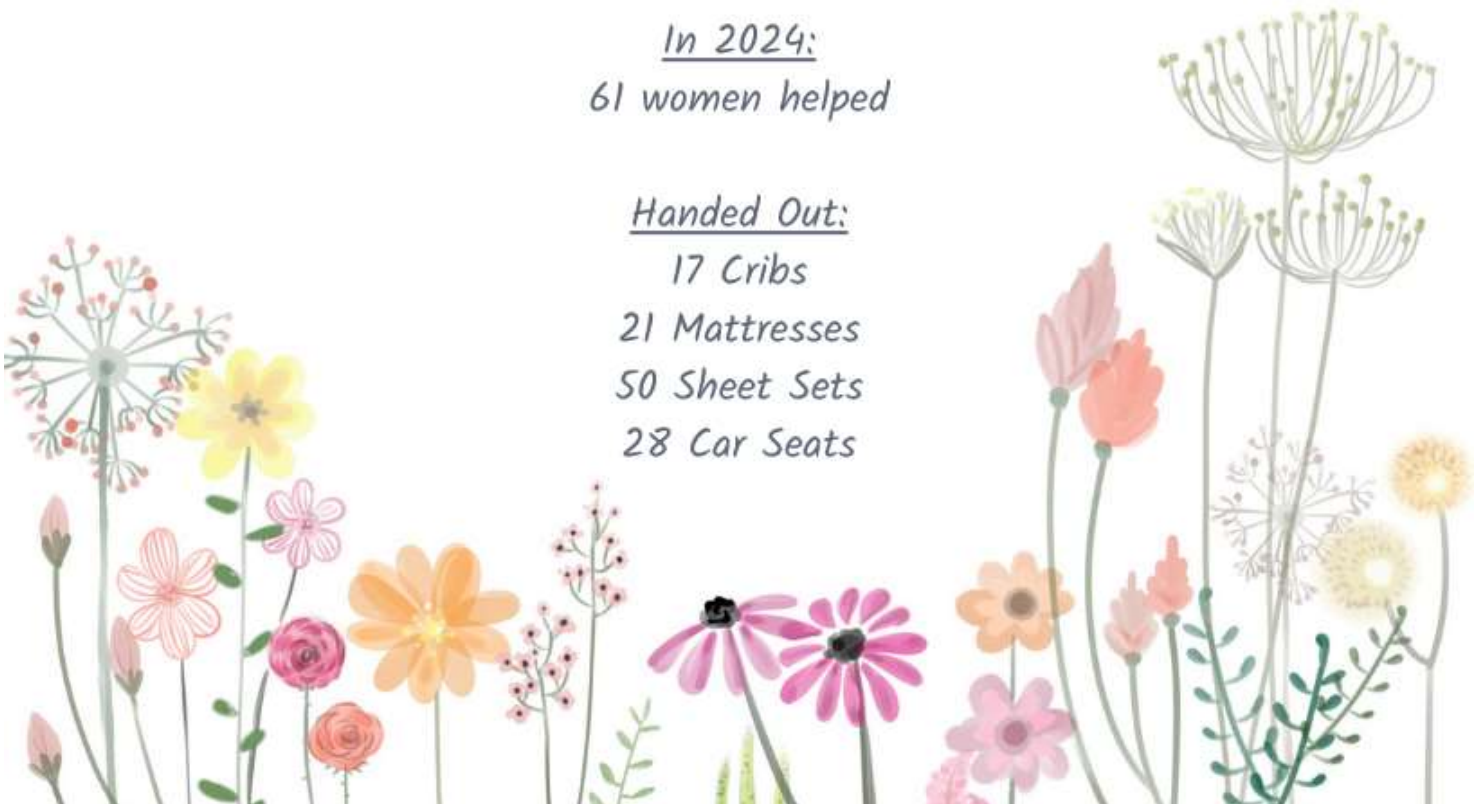 In 2024:
61 women helped
Handed Out:
17 Cribs
21 Mattresses
50 Sheet Sets
28 Car Seats